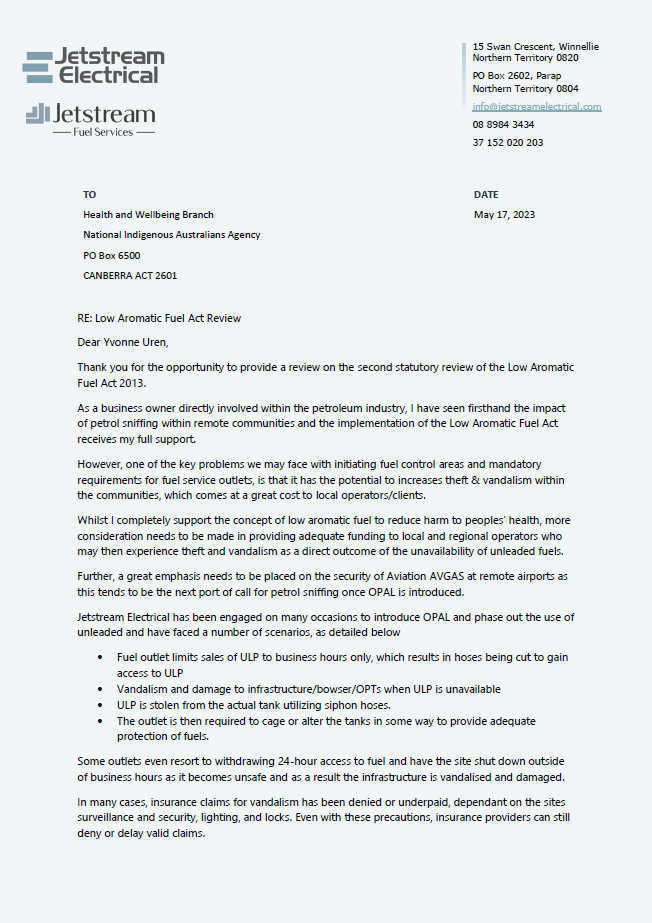 Jetstream
Electrical
Jetstream
Fuel Services
15 Swan Crescent, Winnellie
Northern Territory 0820
PO Box 2602, Parap
Northern Territory 0804
info@jetstreamelectrical.com
08 8984 3434
37 152 020 203
TO
DATE
Health and Wellbeing Branch
May 17, 2023
National Indigenous Australians Agency
PO Box 6500
CANBERRA ACT 2601
RE: Low Aromatic Fuel Act Review
Dear Yvonne Uren,
Thank you for the opportunity to provide a review on the second statutory review of the Low Aromatic
Fuel Act 2013.
As a business owner directly involved within the petroleum industry, I have seen firsthand the impact
of petrol sniffing within remote communities and the implementation of the Low Aromatic Fuel Act
receives my full support.
However, one of the key problems we may face with initiating fuel control areas and mandatory
requirements for fuel service outlets, is that it has the potential to increases theft & vandalism within
the communities, which comes at a great cost to local operators/clients.
Whilst I completely support the concept of low aromatic fuel to reduce harm to peoples' health, more
consideration needs to be made in providing adequate funding to local and regional operators who
may then experience theft and vandalism as a direct outcome of the unavailability of unleaded fuels.
Further, a great emphasis needs to be placed on the security of Aviation AVGAS at remote airports as
this tends to be the next port of call for petrol sniffing once OPAL is introduced.
Jetstream Electrical has been engaged on many occasions to introduce OPAL and phase out the use of
unleaded and have faced a number of scenarios, as detailed below
• Fuel outlet limits sales of ULP to business hours only, which results in hoses being cut to gain
access to ULP
• Vandalism and damage to infrastructure/bowser/OPTs when ULP is unavailable
• ULP is stolen from the actual tank utilizing siphon hoses.
• The outlet is then required to cage or alter the tanks in some way to provide adequate
protection of fuels.
Some outlets even resort to withdrawing 24-hour access to fuel and have the site shut down outside
of business hours as it becomes unsafe and as a result the infrastructure is vandalised and damaged.
In many cases, insurance claims for vandalism has been denied or underpaid, dependant on the sites
surveillance and security, lighting, and locks. Even with these precautions, insurance providers can still
deny or delay valid claims.